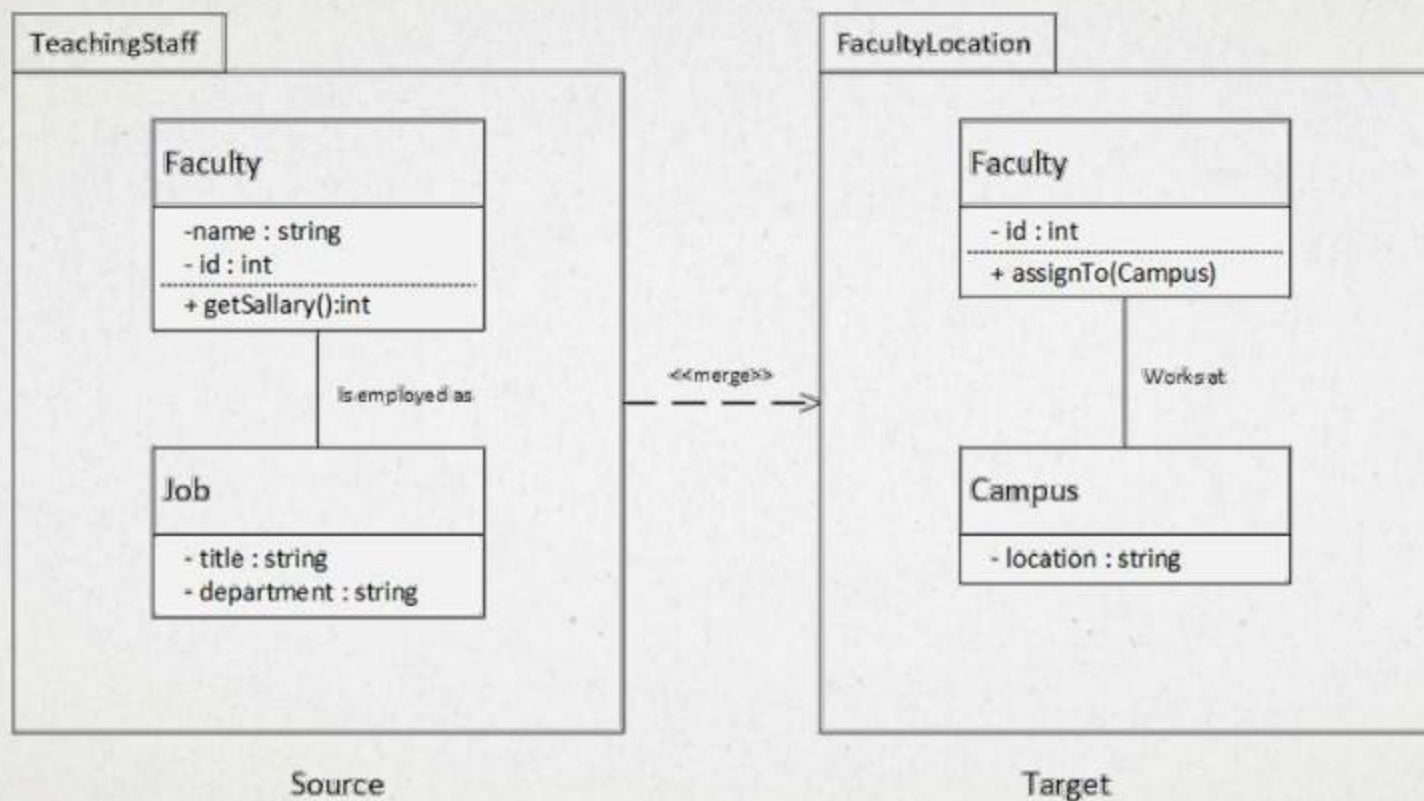 TeachingStaff
Faculty
-name : string
- id : int
+ getSallary():int
Is employed as
Job
- title : string
- department : string
Source
<<merge>>
FacultyLocation
Faculty
- id : int
+ assignTo(Campus)
Works at
Campus
- location : string
Target